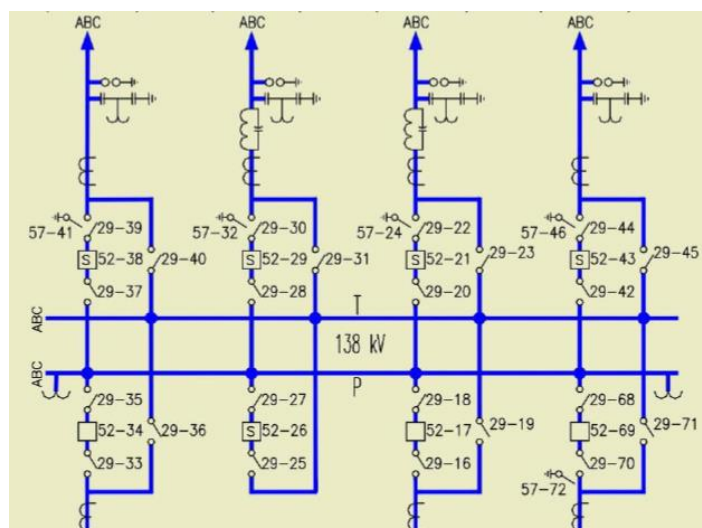 ABC ABC ABC ABC
57-41 29-39 57-32 29-30 57-24 29-22 57-46 29-44
S 52-38 29-40 S 52-29 29-31 S 52-21 29-23 S 52-43 29-45
29-37 29-28 29-20 29-42
ABC T
138 kV
ABC P
29-35 29-27 29-18 29-68
52-34 29-36 S 52-26 52-17 29-19 52-69 29-71
29-33 29-25 29-16 29-70
57-72